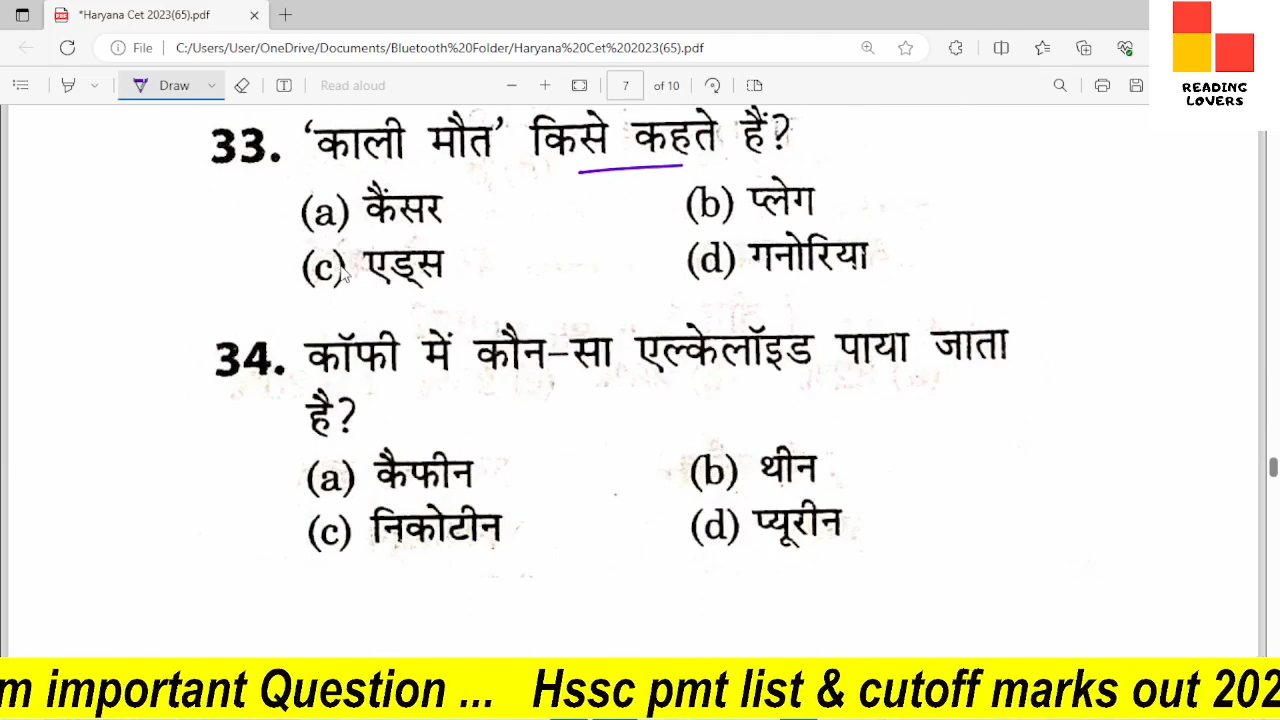 *Haryana Cet 2023(65).pdf
File C:/Users/User/OneDrive/Documents/Bluetooth%20Folder/Haryana%20Cet%202023(65).pdf
Draw Read aloud 7 of 10
READING
LOVERS
33. ‘काली मौत’ किसे कहते हैं?
(a) कैंसर (b) प्लेग
(c) एड्स (d) गनोरिया
34. कॉफी में कौन-सा एल्केलॉइड पाया जाता
है?
(a) कैफीन (b) थीन
(c) निकोटीन (d) प्यूरीन
m important Question ... Hssc pmt list & cutoff marks out 202